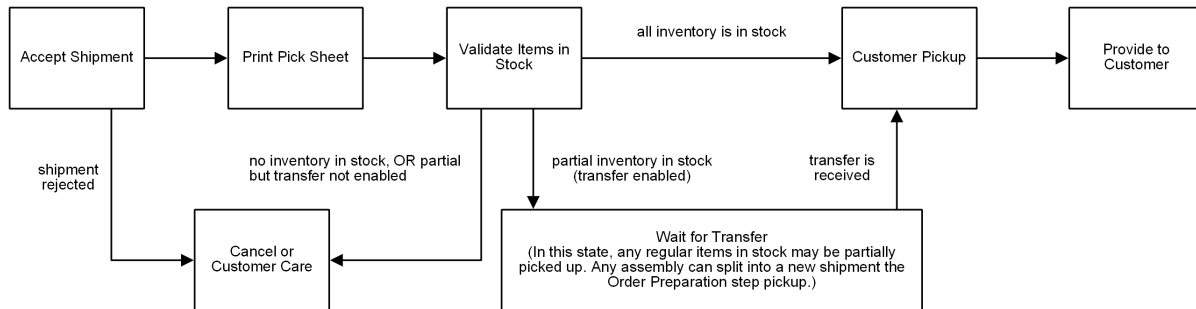 Accept Shipment
Print Pick Sheet
Validate Items in
Stock
all inventory is in stock
Customer Pickup
Provide to
Customer
shipment
rejected
no inventory in stock, OR partial
but transfer not enabled
partial inventory in stock
(transfer enabled)
transfer is
received
Cancel or
Customer Care
Wait for Transfer
(In this state, any regular items in stock may be partially
picked up. Any assembly can split into a new shipment the
Order Preparation step pickup.)